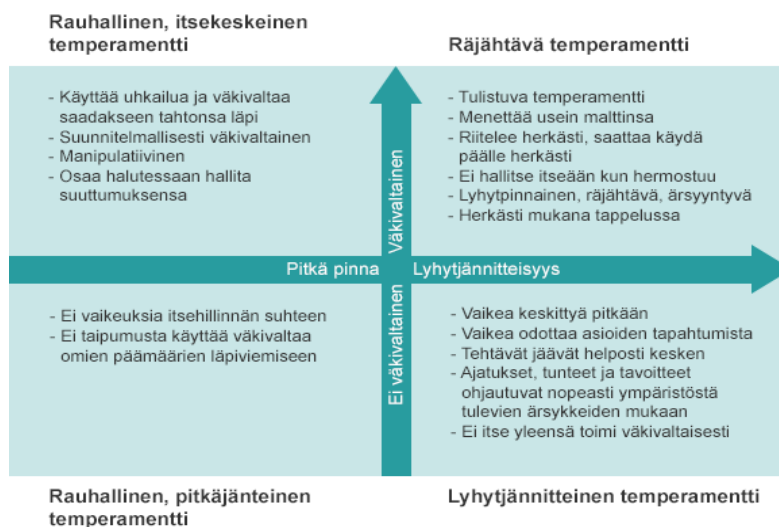 Rauhallinen, itsekeskeinen
temperamentti
- Käyttää uhkailua ja väkivaltaa
saadakseen tahtonsa läpi
- Suunnitelmallisesti väkivaltainen
- Manipulatiivinen
- Osaa halutessaan hallita
suuttumuksensa
Räjähtävä temperamentti
- Tulistuva temperamentti
- Menettää usein malttinsa
- Riitelee herkästi, saattaa käydä
päälle herkästi
- Ei hallitse itseään kun hermostuu
- Lyhytpinnainen, räjähtävä, ärsyyntyvä
- Herkästi mukana tappelussa
Väkivaltainen
Pitkä pinna
Lyhytjännitteisyys
Ei väkivaltainen
- Ei vaikeuksia itsehillinnän suhteen
- Ei taipumusta käyttää väkivaltaa
omien päämäärien läpiviemiseen
Rauhallinen, pitkäjänteinen
temperamentti
- Vaikea keskittyä pitkään
- Vaikea odottaa asioiden tapahtumista
- Tehtävät jäävät helposti kesken
- Ajatukset, tunteet ja tavoitteet
ohjautuvat nopeasti ympäristöstä
tulevien ärsykkeiden mukaan
- Ei itse yleensä toimi väkivaltaisesti
Lyhytjännitteinen temperamentti